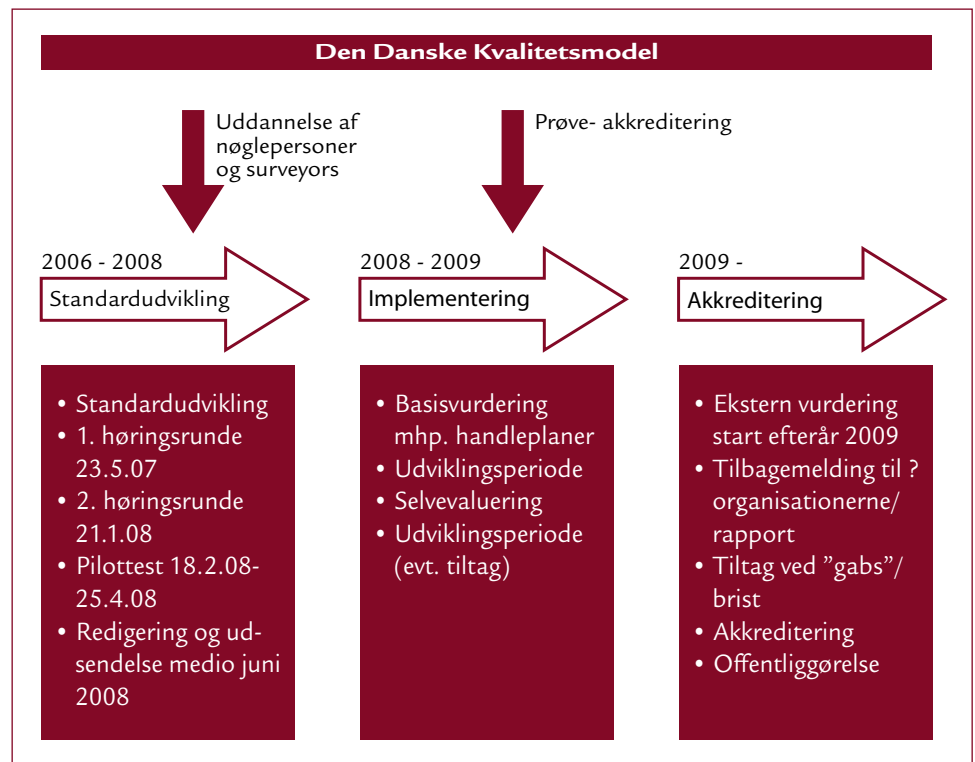 Den Danske Kvalitetsmodel
Uddannelse af
nøglepersoner
og surveyors
Prøve- akkreditering
2006 - 2008
Standardudvikling
2008 - 2009
Implementering
2009 -
Akkreditering
• Standardudvikling
• 1. høringsrunde
23.5.07
• 2. høringsrunde
21.1.08
• Pilottest 18.2.08-
25.4.08
• Redigering og ud-
sendelse medio juni
2008
• Basisvurdering
mhp. handleplaner
• Udviklingsperiode
• Selvevaluering
• Udviklingsperiode
(evt. tiltag)
• Ekstern vurdering
start efterår 2009
• Tilbagemelding til ?
organisationerne/
rapport
• Tiltag ved ”gabs”/
brist
• Akkreditering
• Offentliggørelse